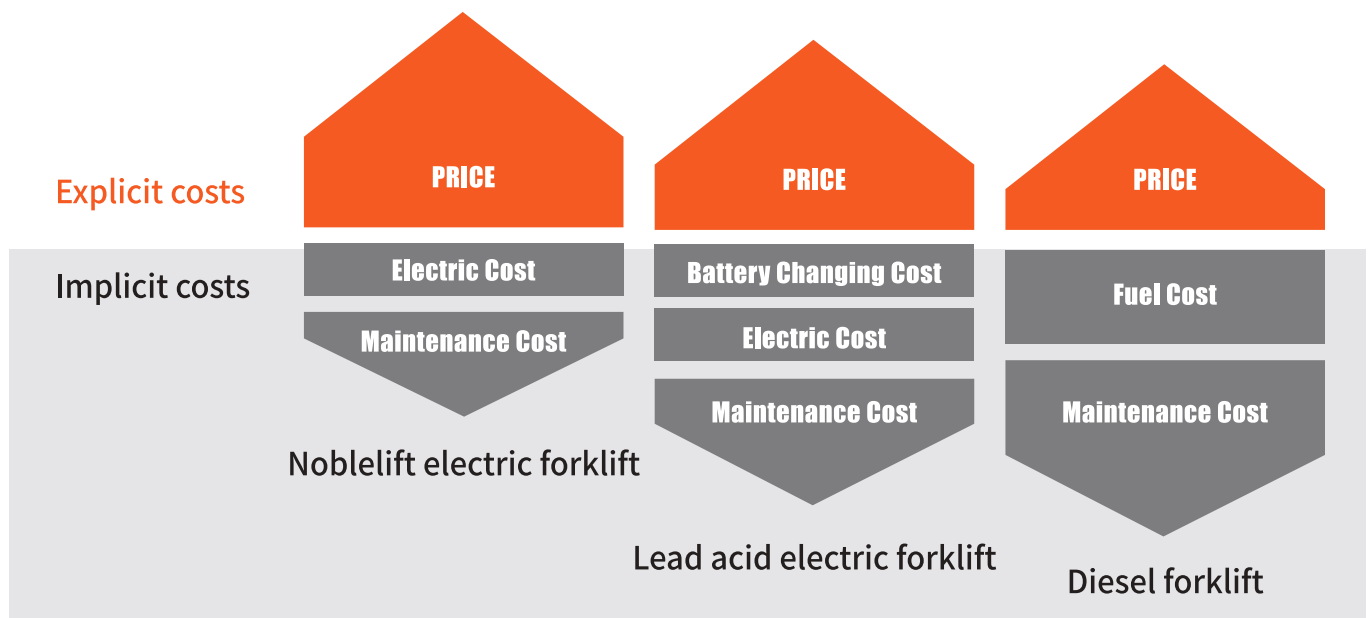 PRICE
PRICE
PRICE
Explicit costs
Implicit costs
Electric Cost
Maintenance Cost
Noblelift electric forklift
Battery Changing Cost
Electric Cost
Maintenance Cost
Lead acid electric forklift
Fuel Cost
Maintenance Cost
Diesel forklift